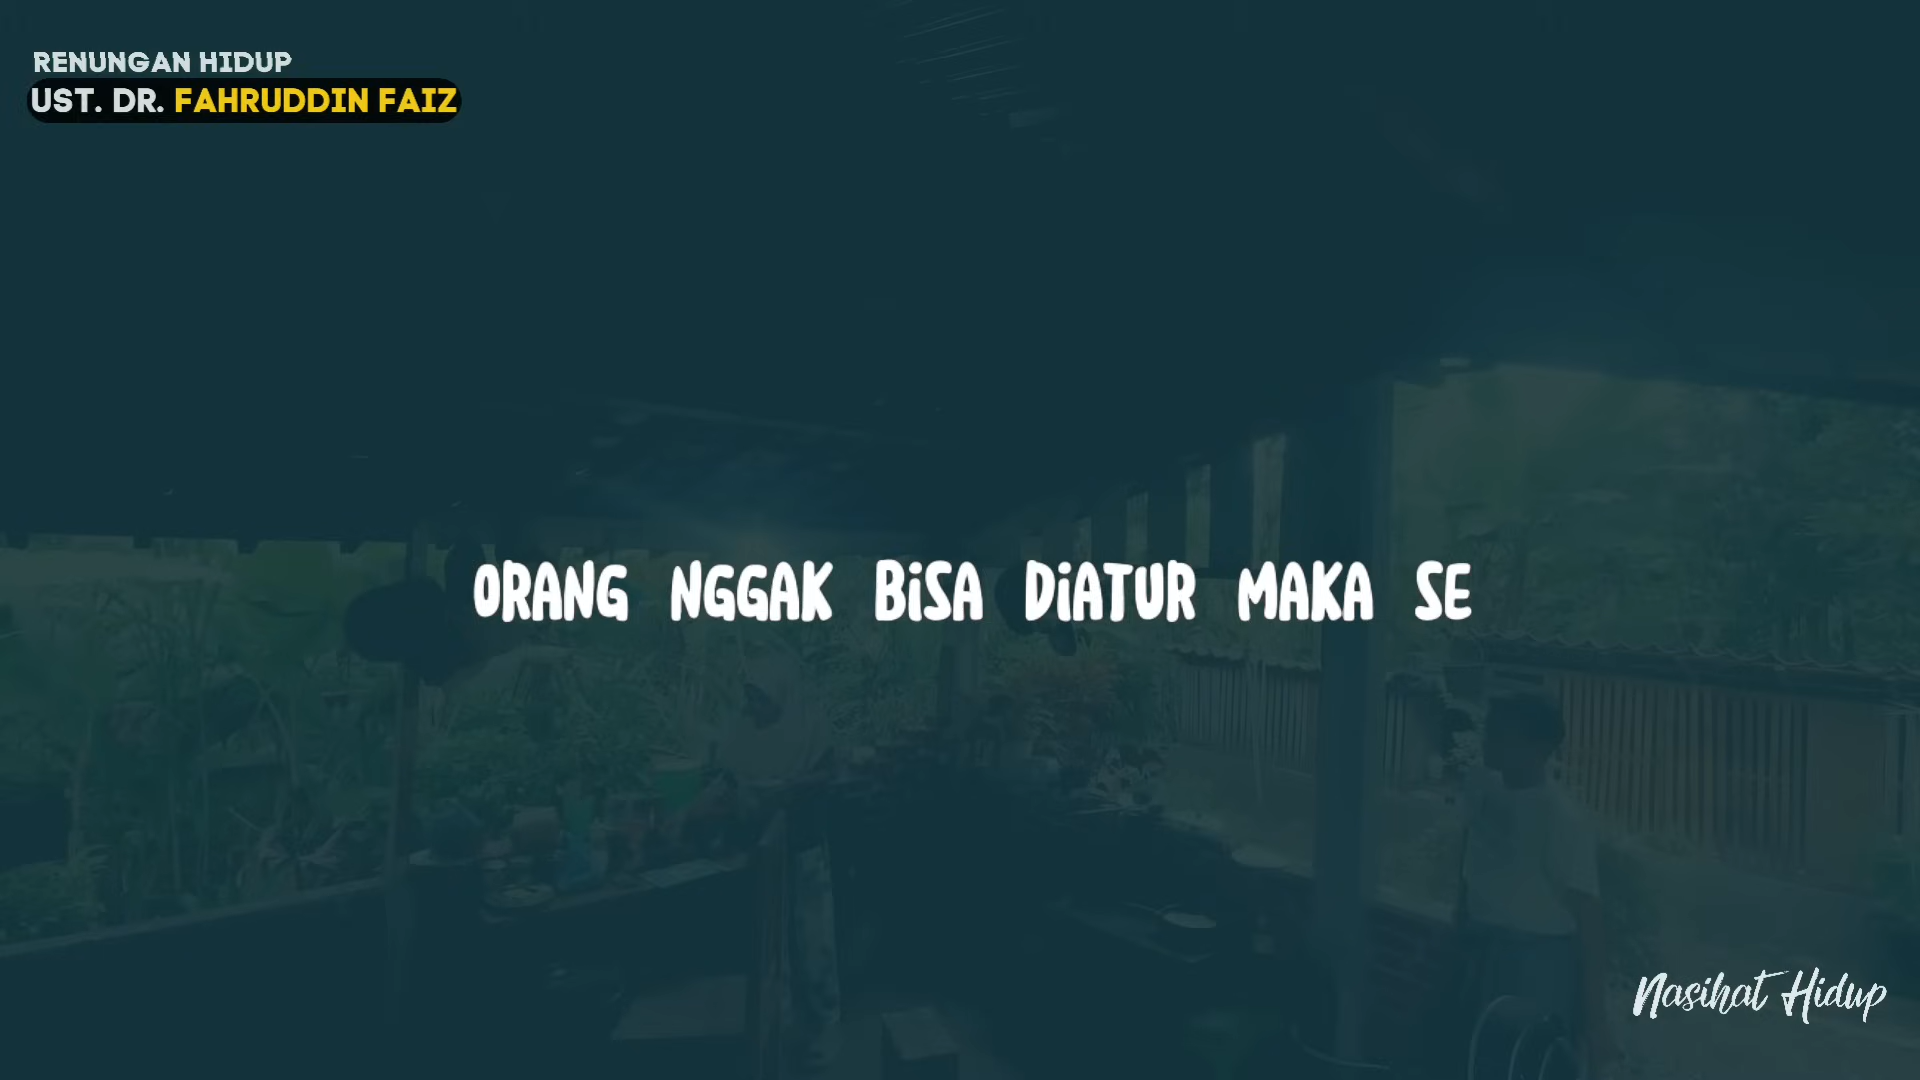 RENUNGAN HIDUP
UST. DR. FAHRUDDIN FAIZ
ORANG NGGAK BISA DIATUR MAKA SE
Nasihat Hidup